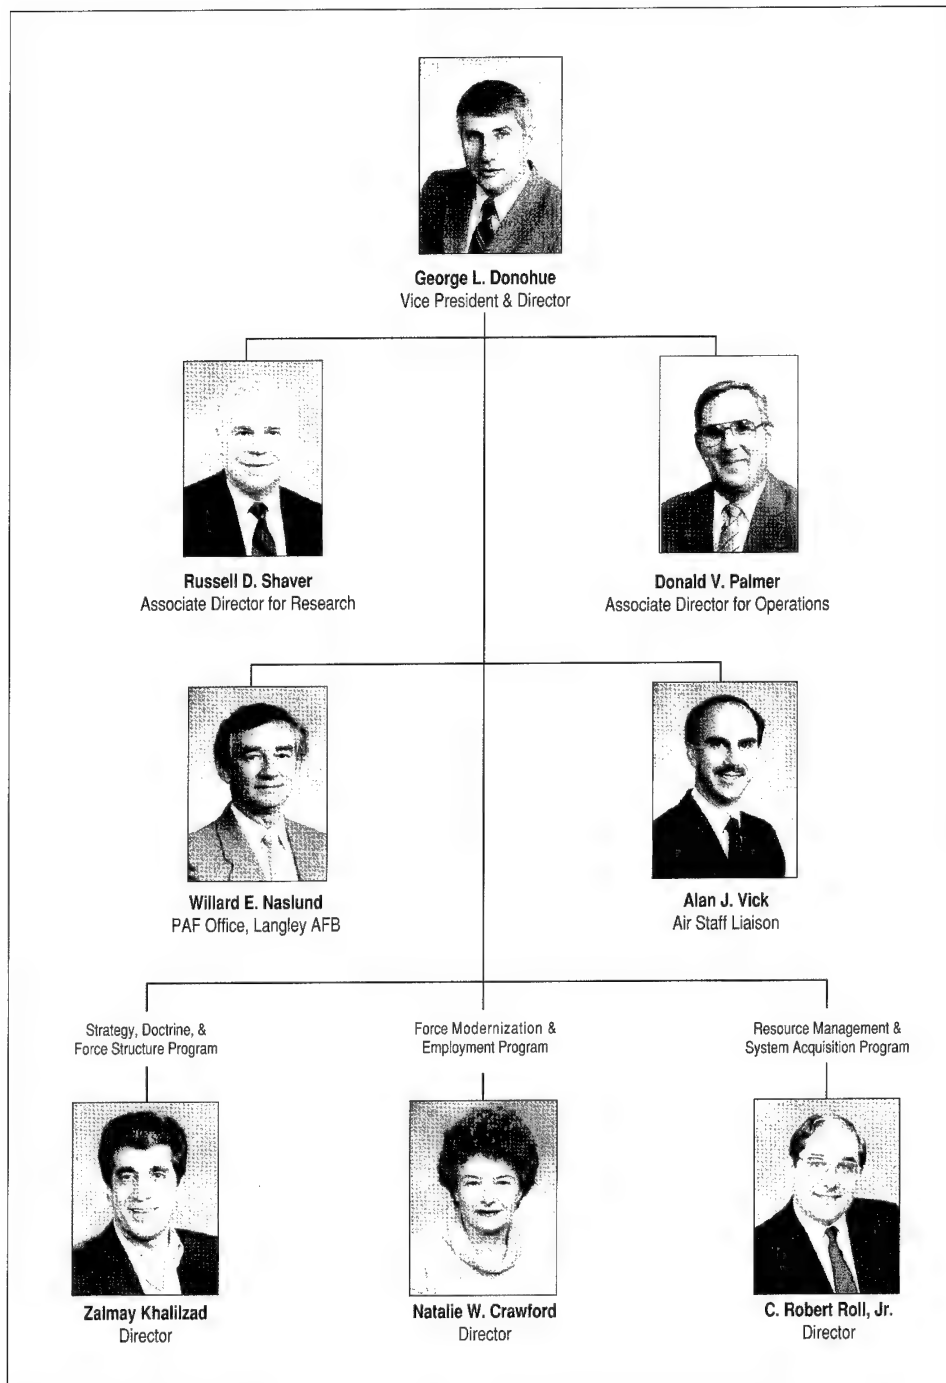 George L. Donohue
Vice President & Director
Russell D. Shaver
Associate Director for Research
Donald V. Palmer
Associate Director for Operations
Willard E. Naslund
PAF Office, Langley AFB
Alan J. Vick
Air Staff Liaison
Strategy, Doctrine, &
Force Structure Program
Force Modernization &
Employment Program
Resource Management &
System Acquisition Program
Zalmay Khalilzad
Director
Natalie W. Crawford
Director
C. Robert Roll, Jr.
Director